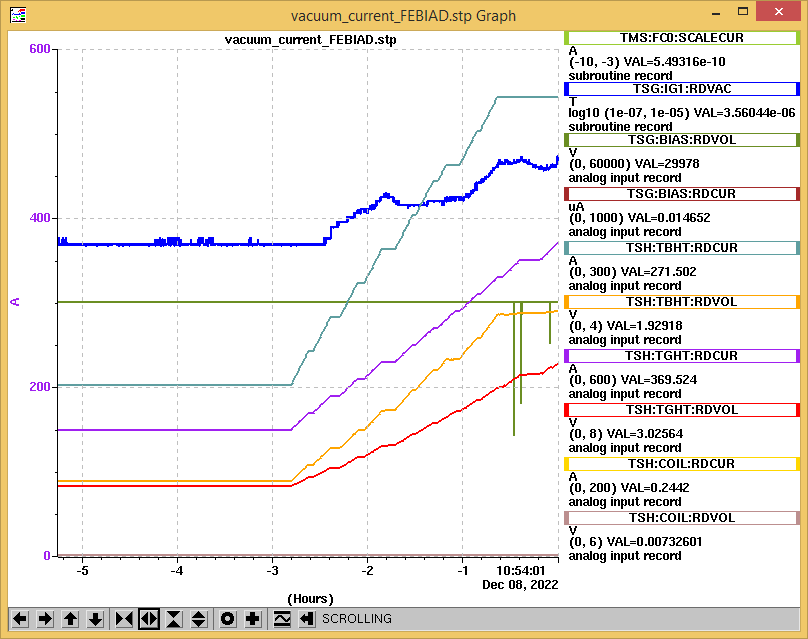 vacuum_current_FEBIAD.stp Graph
vacuum_current_FEBIAD.stp
600
400
200
0
A
-5
-4
-3
-2
-1
10:54:01
Dec 08, 2022
(Hours)
TMS:FC0:SCALECUR
A
(-10, -3) VAL=5.49316e-10
subroutine record
TSG:IG1:RDVAC
T
log10 (1e-07, 1e-05) VAL=3.56044e-06
subroutine record
TSG:BIAS:RDVOL
V
(0, 60000) VAL=29978
analog input record
TSG:BIAS:RDCUR
uA
(0, 1000) VAL=0.014652
analog input record
TSH:TBHT:RDCUR
A
(0, 300) VAL=271.502
analog input record
TSH:TBHT:RDVOL
V
(0, 4) VAL=1.92918
analog input record
TSH:TGHT:RDCUR
A
(0, 600) VAL=369.524
analog input record
TSH:TGHT:RDVOL
V
(0, 8) VAL=3.02564
analog input record
TSH:COIL:RDCUR
A
(0, 200) VAL=0.2442
analog input record
TSH:COIL:RDVOL
V
(0, 6) VAL=0.00732601
analog input record
SCROLLING